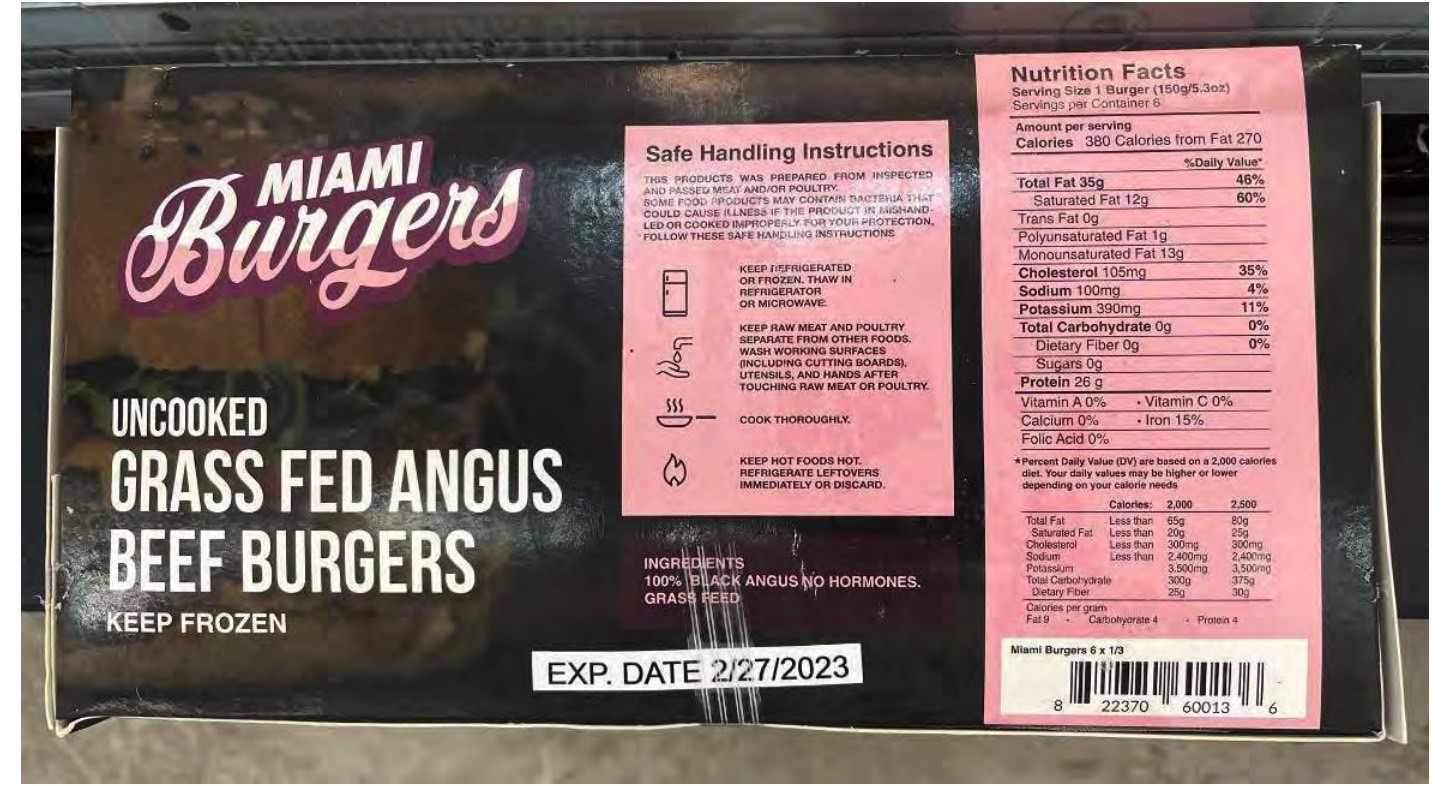 MIAMI
Burgers
UNCOOKED
GRASS FED ANGUS
BEEF BURGERS
KEEP FROZEN
Safe Handling Instructions
THIS PRODUCTS WAS PREPARED FROM INSPECTED
AND PASSED MEAT AND/OR POULTRY.
SOME FOOD PRODUCTS MAY CONTAIN BACTERIA THAT
COULD CAUSE ILLNESS IF THE PRODUCT IN MISHAND-
LED OR COOKED IMPROPERLY. FOR YOUR PROTECTION,
FOLLOW THESE SAFE HANDLING INSTRUCTIONS
KEEP REFRIGERATED
OR FROZEN. THAW IN
REFRIGERATOR
OR MICROWAVE.
KEEP RAW MEAT AND POULTRY
SEPARATE FROM OTHER FOODS.
WASH WORKING SURFACES
(INCLUDING CUTTING BOARDS),
UTENSILS, AND HANDS AFTER
TOUCHING RAW MEAT OR POULTRY.
COOK THOROUGHLY.
KEEP HOT FOODS HOT.
REFRIGERATE LEFTOVERS
IMMEDIATELY OR DISCARD.
INGREDIENTS
100% BLACK ANGUS NO HORMONES.
GRASS FEED
EXP. DATE 2/27/2023
Nutrition Facts
Serving Size 1 Burger (150g/5.3oz)
Servings per Container 6
Amount per serving
Calories 380 Calories from Fat 270
%Daily Value*
Total Fat 35g 46%
Saturated Fat 12g 60%
Trans Fat 0g
Polyunsaturated Fat 1g
Monounsaturated Fat 13g
Cholesterol 105mg 35%
Sodium 100mg 4%
Potassium 390mg 11%
Total Carbohydrate 0g 0%
Dietary Fiber 0g 0%
Sugars 0g
Protein 26 g
Vitamin A 0% • Vitamin C 0%
Calcium 0% • Iron 15%
Folic Acid 0%
*Percent Daily Value (DV) are based on a 2,000 calories
diet. Your daily values may be higher or lower
depending on your calorie needs
Calories: 2,000 2,500
Total Fat Less than 65g 80g
Saturated Fat Less than 20g 25g
Cholesterol Less than 300mg 300mg
Sodium Less than 2,400mg 2,400mg
Potassium 3.500mg 3,500mg
Total Carbohydrate 300g 375g
Dietary Fiber 25g 30g
Calories per gram
Fat 9 • Carbohyorate 4 • Protein 4
Miami Burgers 6 x 1/3
8 22370 60013 6